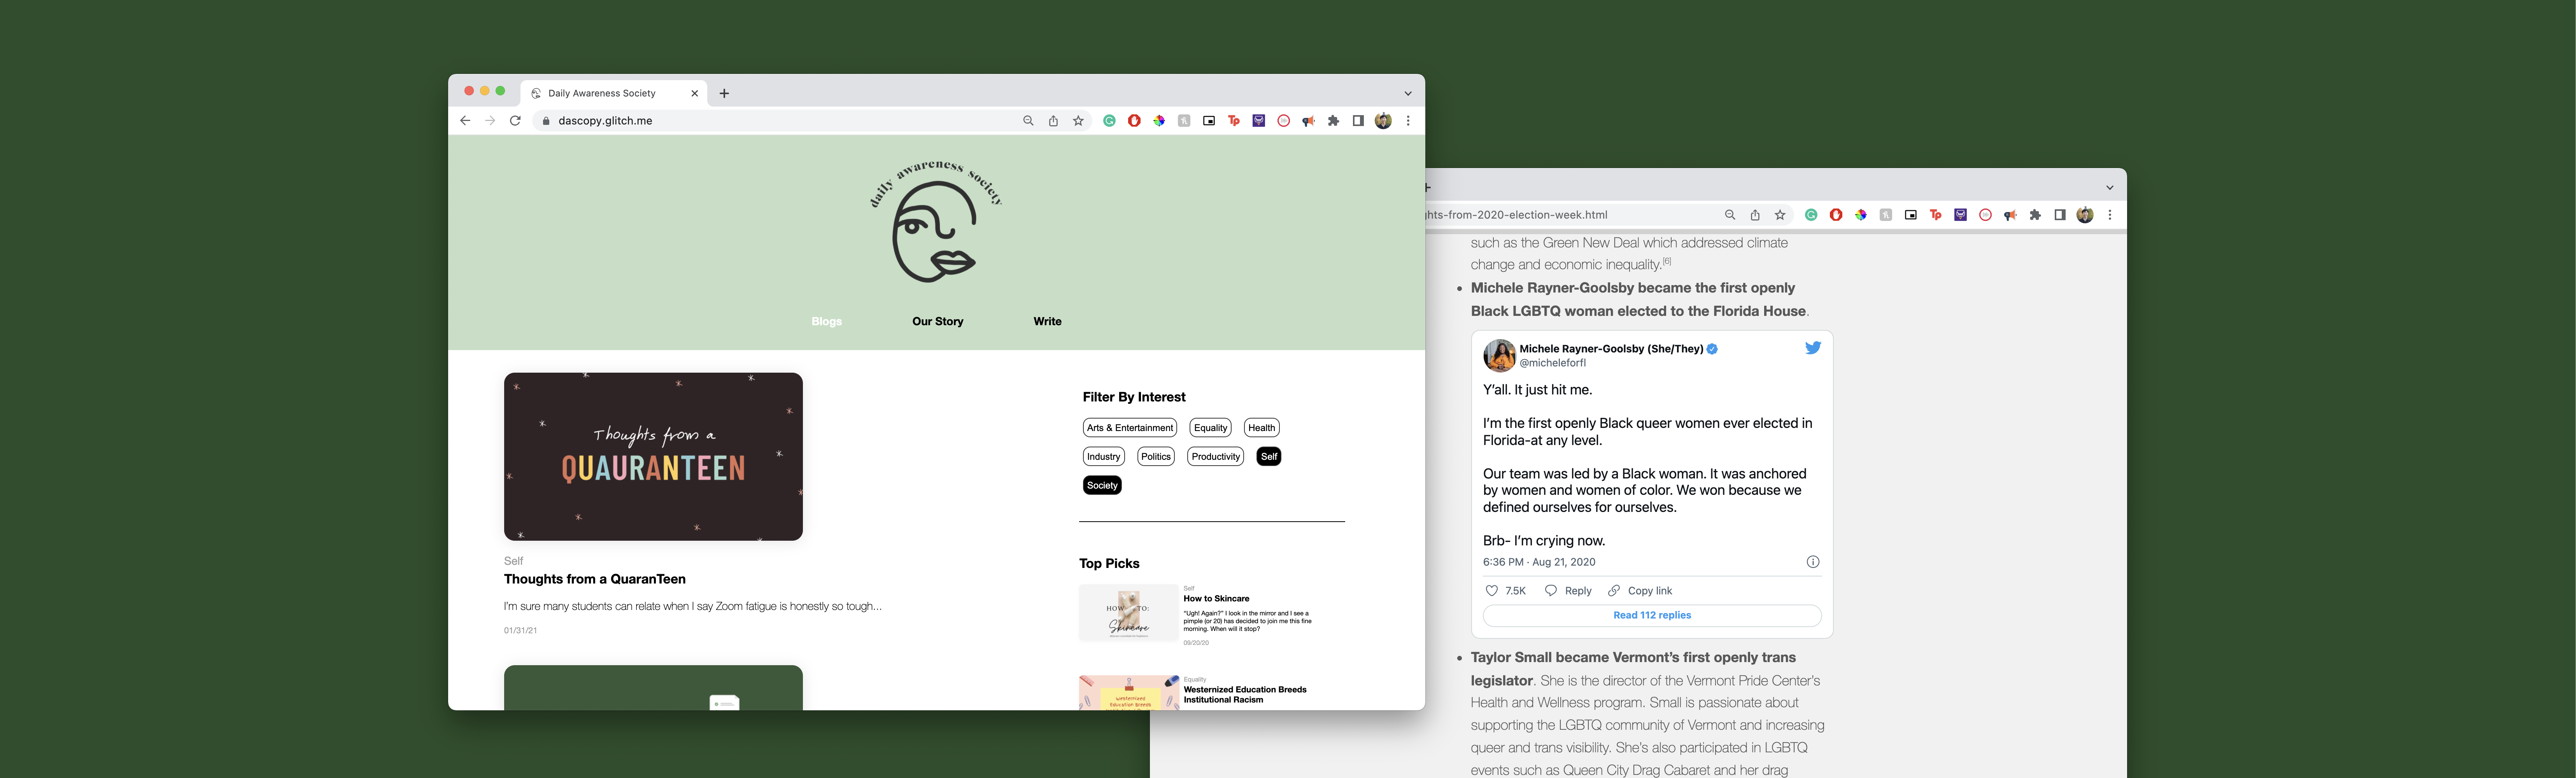 Daily Awareness Society
dascopy.glitch.me
daily awareness society
Blogs
Our Story
Write
Thoughts from a
QUAURANTEEN
Self
Thoughts from a QuaranTeen
I'm sure many students can relate when I say Zoom fatigue is honestly so tough...
01/31/21
Filter By Interest
Arts & Entertainment
Equality
Health
Industry
Politics
Productivity
Self
Society
Top Picks
HOW TO:
Skincare
Self
How to Skincare
"Ugh! Again?" I look in the mirror and I see a
pimple (or 20) has decided to join me this fine
morning. When will it stop?
09/20/20
Westernized
Education Breeds
Equality
Westernized Education Breeds
Institutional Racism
hts-from-2020-election-week.html
such as the Green New Deal which addressed climate
change and economic inequality.[6]
• Michele Rayner-Goolsby became the first openly
Black LGBTQ woman elected to the Florida House.
Michele Rayner-Goolsby (She/They)
@micheleforfl
Y'all. It just hit me.
I'm the first openly Black queer women ever elected in
Florida-at any level.
Our team was led by a Black woman. It was anchored
by women and women of color. We won because we
defined ourselves for ourselves.
Brb- I'm crying now.
6:36 PM · Aug 21, 2020
7.5K
Reply
Copy link
Read 112 replies
• Taylor Small became Vermont's first openly trans
legislator. She is the director of the Vermont Pride Center's
Health and Wellness program. Small is passionate about
supporting the LGBTQ community of Vermont and increasing
queer and trans visibility. She's also participated in LGBTQ
events such as Queen City Drag Cabaret and her drag